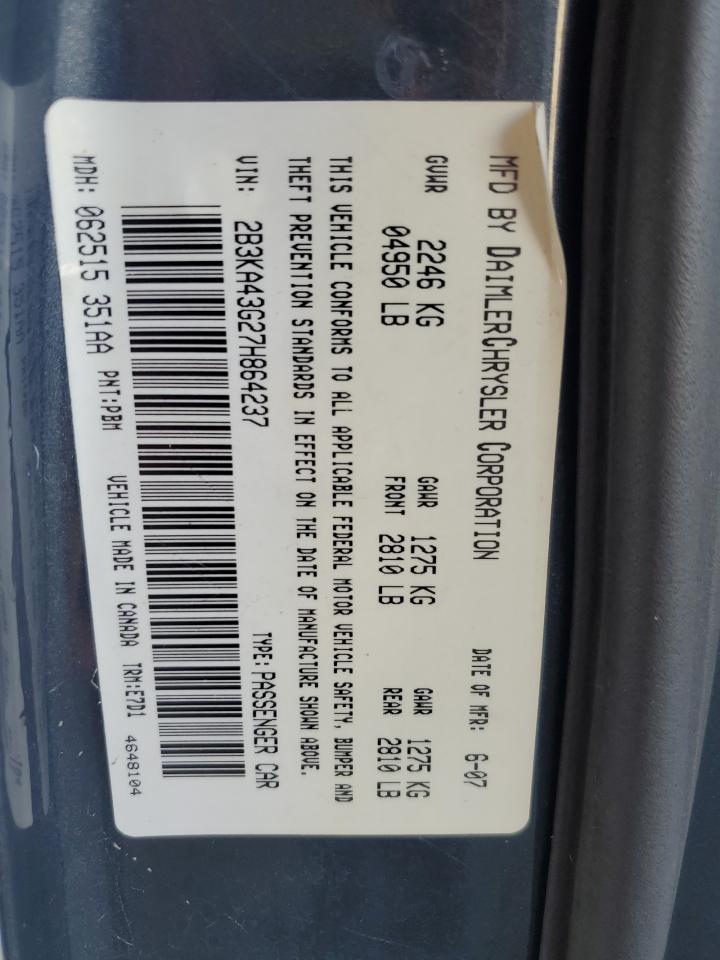 MFD BY DAIMLERCHRYSLER CORPORATION DATE OF MFR: 6-07
GVWR 2246 KG GAWR 1275 KG GAWR 1275 KG
04950 LB FRONT 2810 LB REAR 2810 LB
THIS VEHICLE CONFORMS TO ALL APPLICABLE FEDERAL MOTOR VEHICLE SAFETY, BUMPER AND
THEFT PREVENTION STANDARDS IN EFFECT ON THE DATE OF MANUFACTURE SHOWN ABOVE.
VIN: 2B3KA43G27H864237 TYPE: PASSENGER CAR
MDH: 062515 351AA PNT:PBM VEHICLE MADE IN CANADA TRM:E7D1 4648104